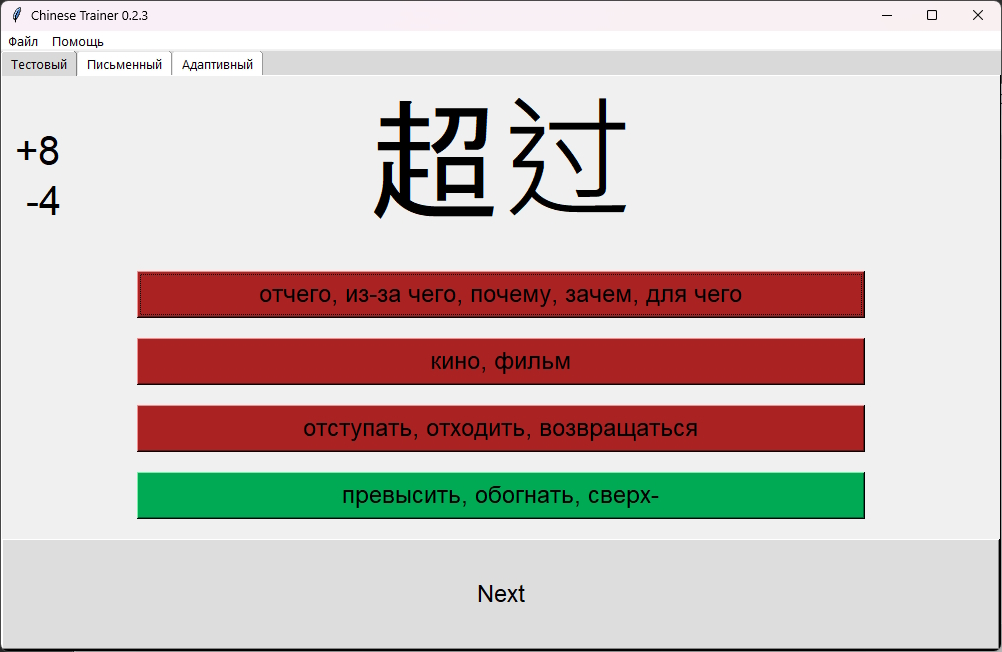 Chinese Trainer 0.2.3
Файл Помощь
Тестовый Письменный Адаптивный
超过
+8
-4
отчего, из-за чего, почему, зачем, для чего
кино, фильм
отступать, отходить, возвращаться
превысить, обогнать, сверх-
Next